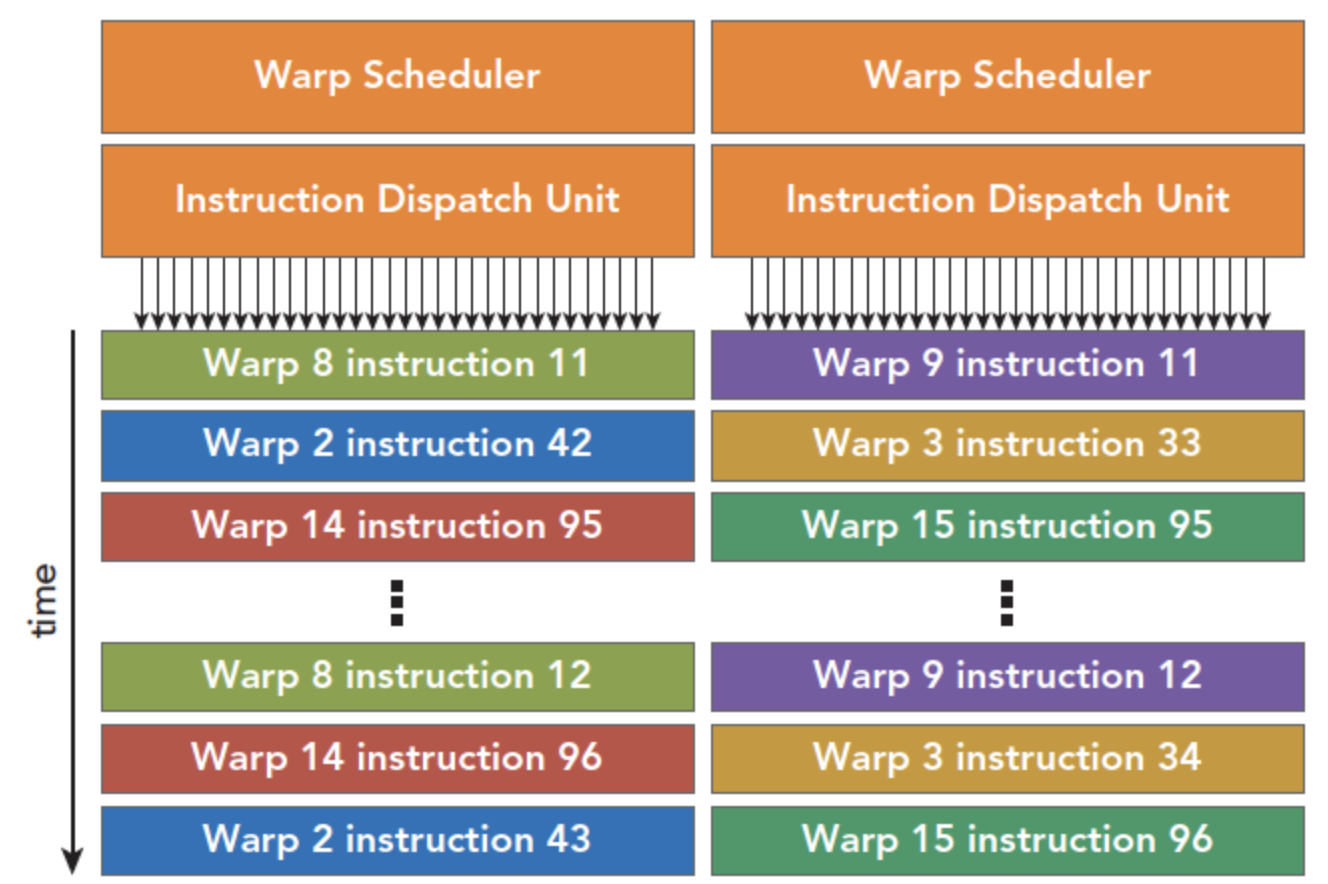 Warp Scheduler
Warp Scheduler
Instruction Dispatch Unit
Instruction Dispatch Unit
Warp 8 instruction 11
Warp 9 instruction 11
Warp 2 instruction 42
Warp 3 instruction 33
Warp 14 instruction 95
Warp 15 instruction 95
time
Warp 8 instruction 12
Warp 9 instruction 12
Warp 14 instruction 96
Warp 3 instruction 34
Warp 2 instruction 43
Warp 15 instruction 96